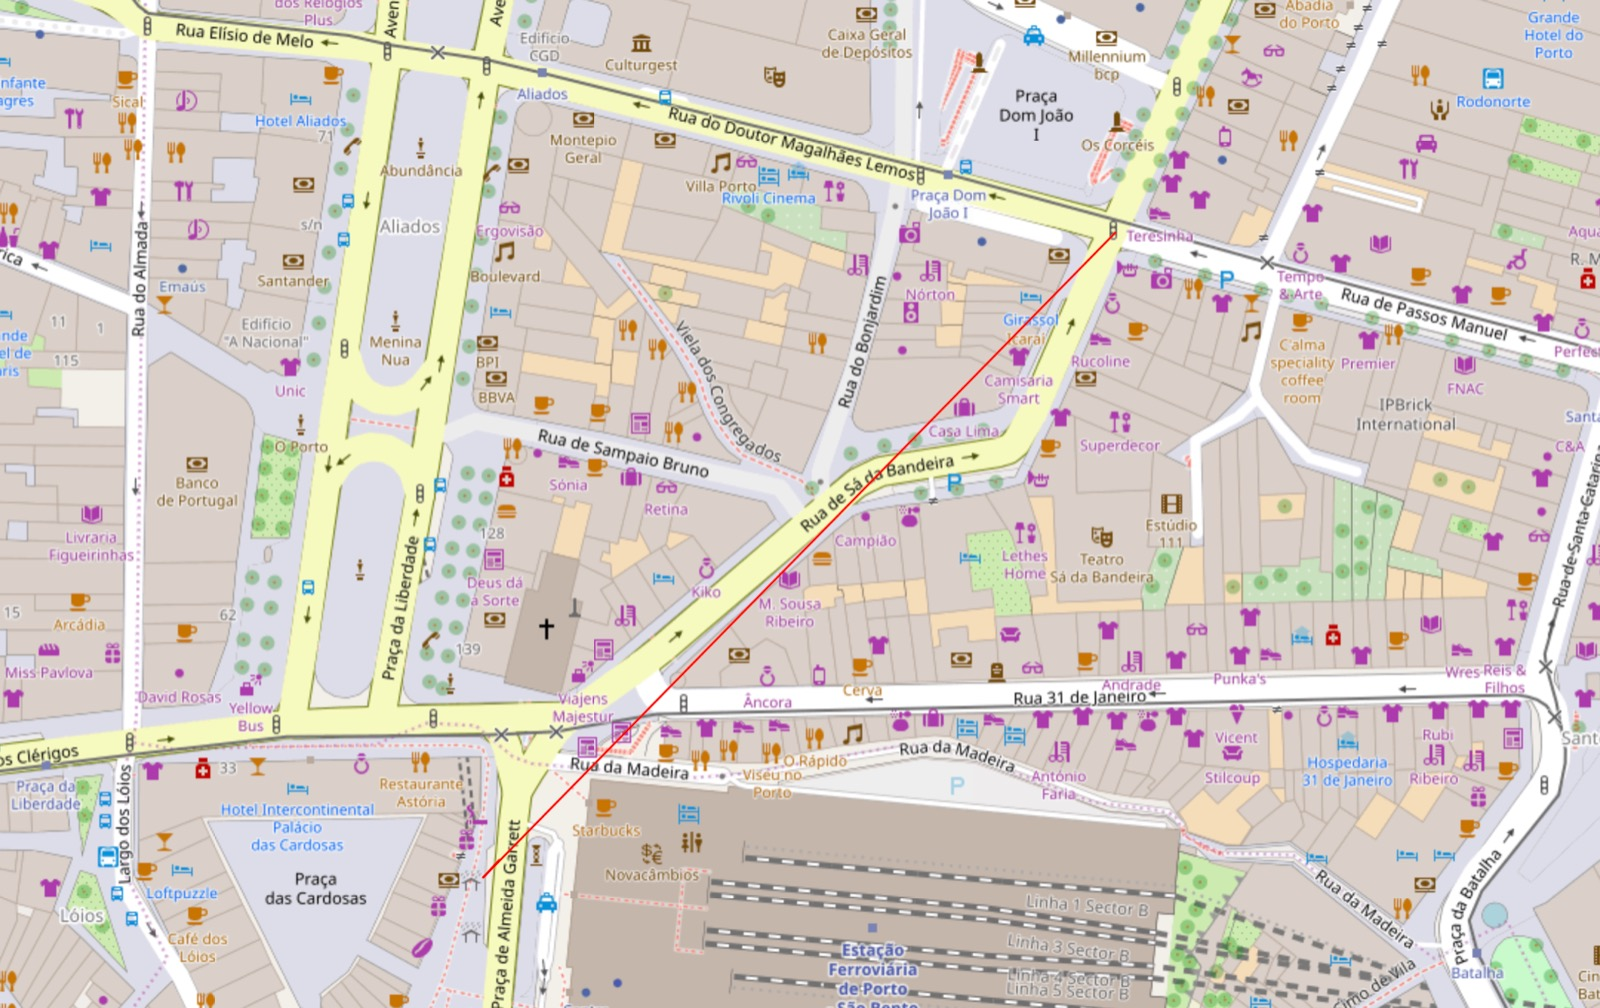 dos Relógios
Plus
Aven
Ave
Rua Elísio de Melo
Edifício
CGD
Culturgest
Caixa Geral
de Depósitos
Millennium
bcp
Abadia
do Porto
Grande
Hotel do
Porto
Sical
Hotel Aliados
71
Aliados
Rua do Doutor Magalhães Lemos
Praça
Dom João
I
Os Corcéis
Rodonorte
Montepio
Geral
Abundância
Villa Porto
Rivoli Cinema
Praça Dom
João I
s/n
Aliados
Ergovisão
Teresinha
Rua do Almada
Boulevard
Santander
Emaús
Nórton
Tempo
& Arte
Rua de Passos Manuel
R. M
Edifício
"A Nacional"
11
1
115
Menina
Nua
Viela dos Congregados
Rua do Bonjardim
Girassol
Icaraí
Rucoline
C'alma
speciality
coffee
room
Premier
Perfec
FNAC
BPI
BBVA
Unic
Camisaria
Smart
Casa Lima
Superdecor
IPBrick
International
Santa
C&A
O Porto
Rua de Sampaio Bruno
Rua de Sá da Bandeira
Banco
de Portugal
Sónia
Retina
Estúdio
111
Livraria
Figueirinhas
128
Campião
Lethes
Home
Teatro
Sá da Bandeira
Rua de Santa Catarina
Praça da Liberdade
Deus dá
à Sorte
Kiko
M. Sousa
Ribeiro
15
Arcádia
62
139
Miss Pavlova
David Rosas
Yellow
Bus
Viajens
Majestur
Âncora
Cerva
Rua 31 de Janeiro
Andrade
Punka's
Wres
Reis &
Filhos
os Clérigos
33
Rua da Madeira
Viseu no
Porto
O Rápido
Rua da Madeira
P
António
Faria
Vicent
Stilcoup
Hospedaria
31 de Janeiro
Rubi
Ribeiro
Praça da
Liberdade
Largo dos Lóios
Restaurante
Astória
Hotel Intercontinental
Palácio
das Cardosas
Starbucks
Novacâmbios
Praça
das Cardosas
Loftpuzzle
Lóios
Café dos
Lóios
Praça de Almeida Garrett
Linha 1 Sector B
Linha 3 Sector B
Linha 4 Sector B
Linha 5 Sector B
Estação
Ferroviária
de Porto
São Bento
Rua da Madeira
Praça da Batalha
Batalha
Cimo de Vila
Cin
Bat